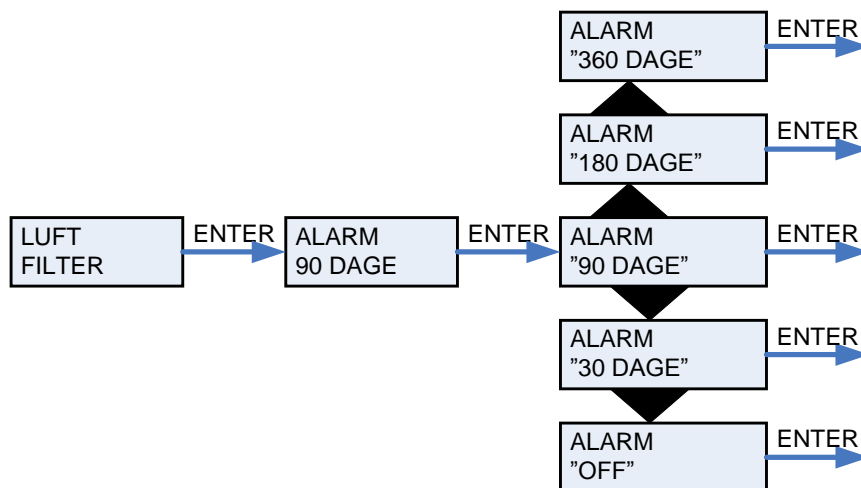 ALARM
”360 DAGE”
ENTER
ALARM
”180 DAGE”
ENTER
LUFT
FILTER
ENTER
ALARM
90 DAGE
ENTER
ALARM
”90 DAGE”
ENTER
ALARM
”30 DAGE”
ENTER
ALARM
”OFF”
ENTER